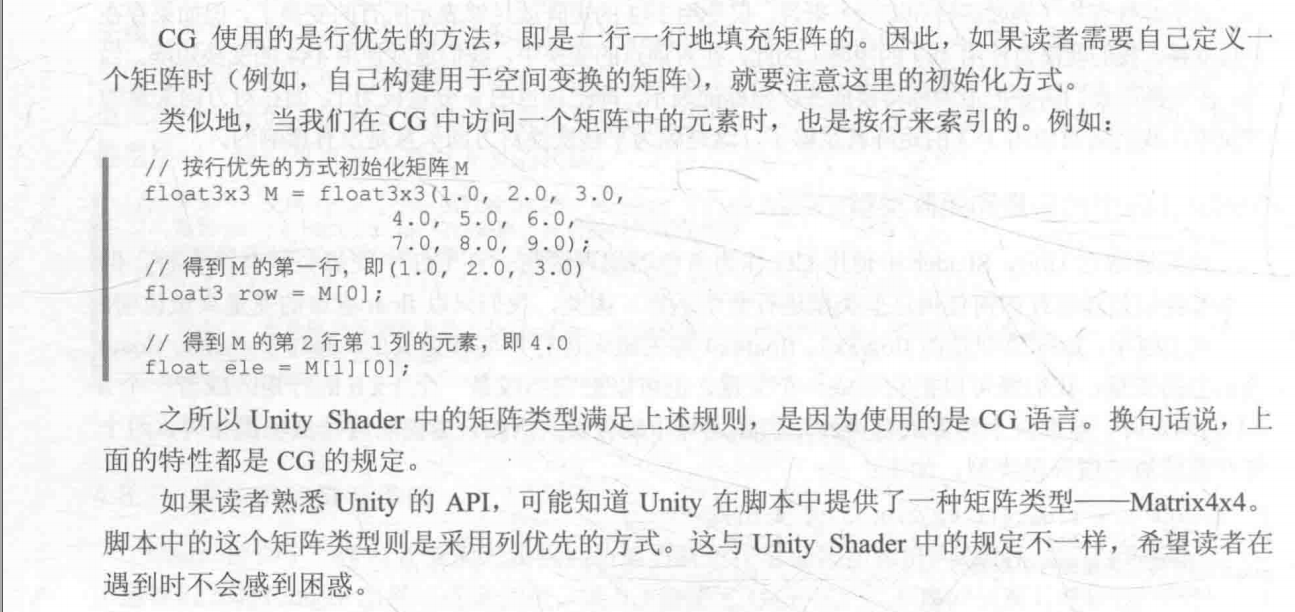 CG 使用的是行优先的方法，即是一行一行地填充矩阵的。因此，如果读者需要自己定义一
个矩阵时（例如，自己构建用于空间变换的矩阵），就要注意这里的初始化方式。
类似地，当我们在 CG 中访问一个矩阵中的元素时，也是按行来索引的。例如：
// 按行优先的方式初始化矩阵 M
float3x3 M = float3x3(1.0, 2.0, 3.0,
4.0, 5.0, 6.0,
7.0, 8.0, 9.0);
// 得到 M 的第一行，即(1.0, 2.0, 3.0)
float3 row = M[0];
// 得到 M 的第 2 行第 1 列的元素，即 4.0
float ele = M[1][0];
之所以 Unity Shader 中的矩阵类型满足上述规则，是因为使用的是 CG 语言。换句话说，上
面的特性都是 CG 的规定。
如果读者熟悉 Unity 的 API，可能知道 Unity 在脚本中提供了一种矩阵类型——Matrix4x4。
脚本中的这个矩阵类型则是采用列优先的方式。这与 Unity Shader 中的规定不一样，希望读者在
遇到时不会感到困惑。